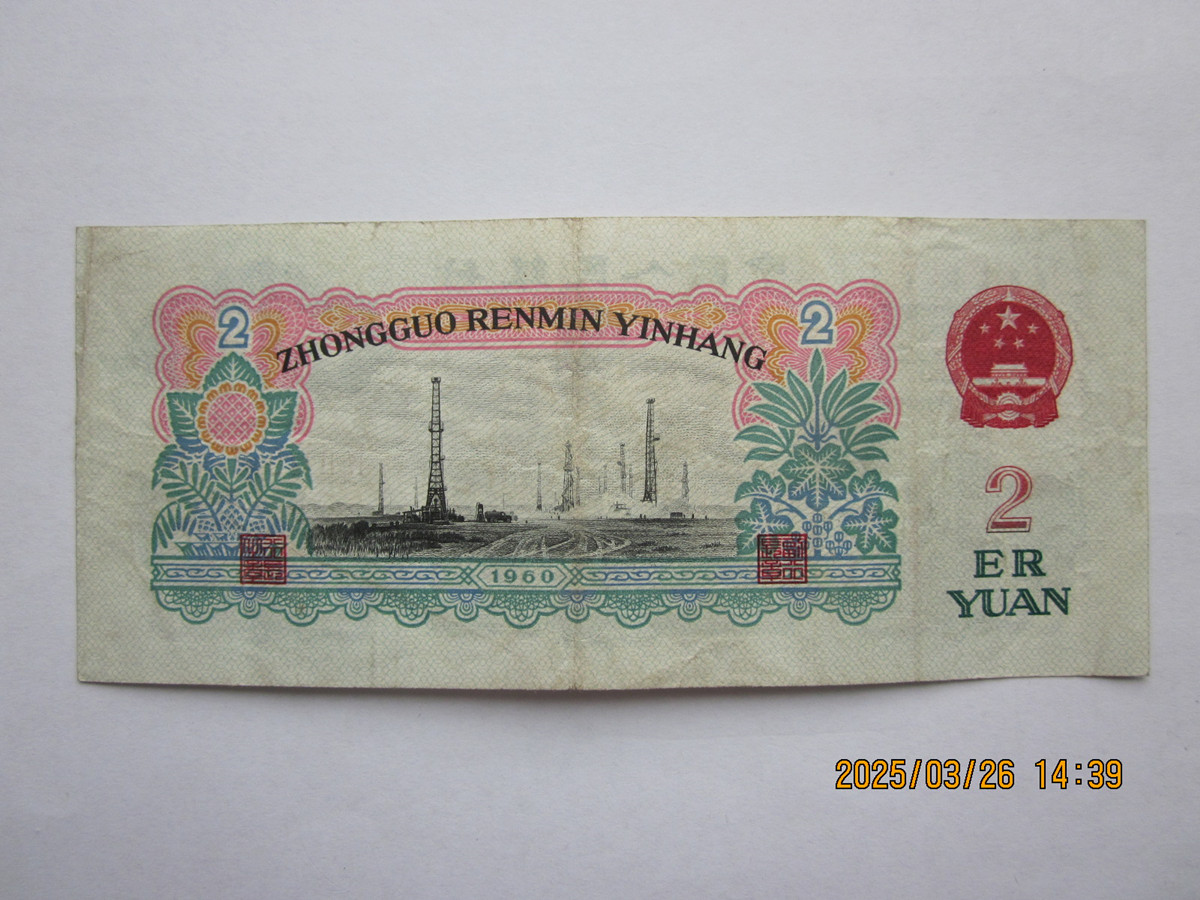 2
2
ZHONGGUO RENMIN YINHANG
1960
2
ER
YUAN
2025/03/26 14:39